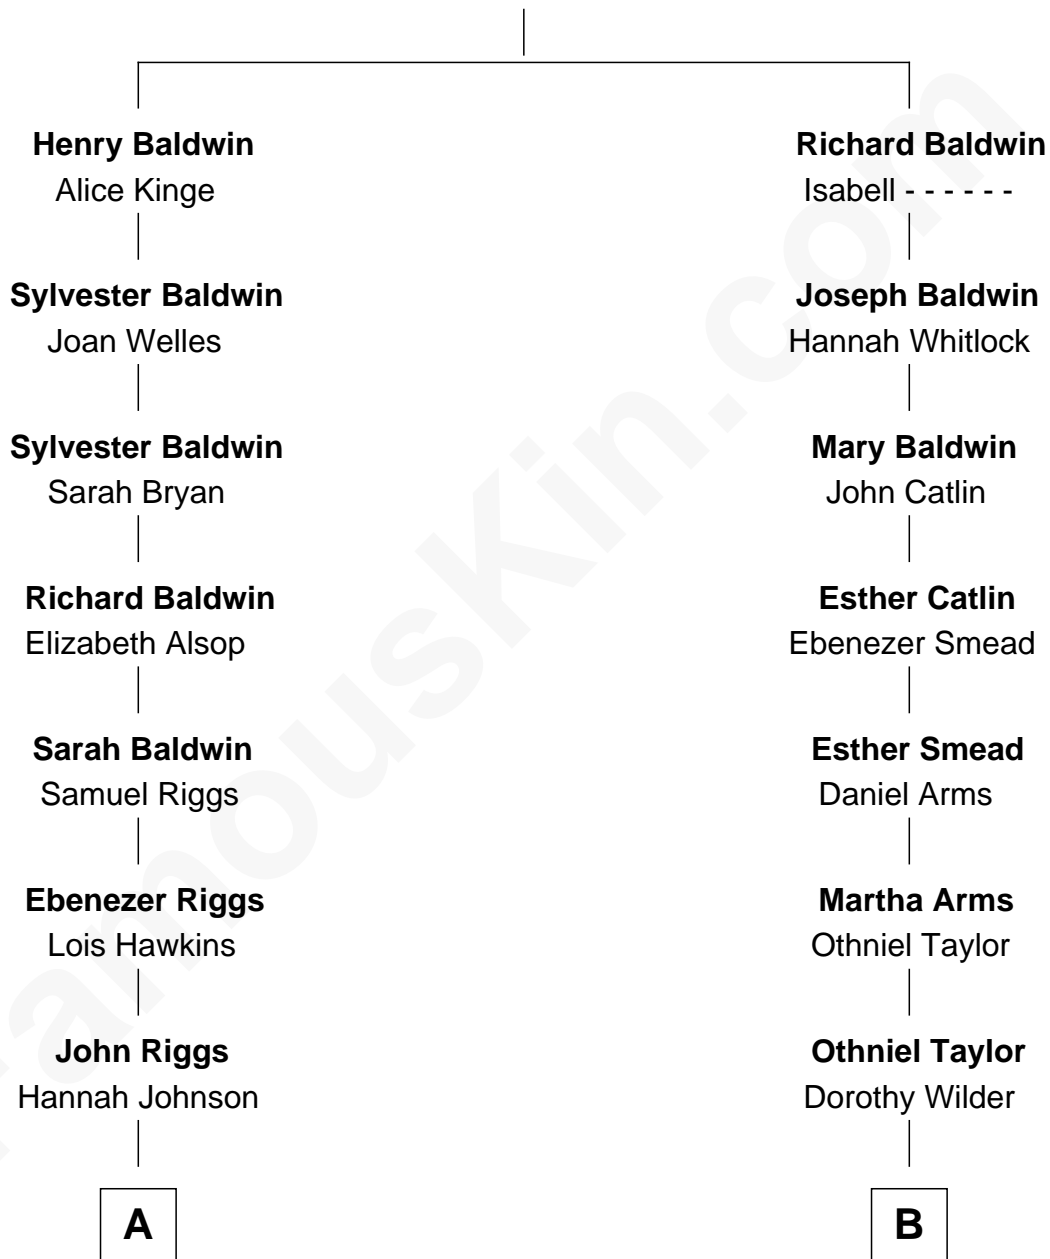 Henry Baldwin
Alice Kinge
Sylvester Baldwin
Joan Welles
Sylvester Baldwin
Sarah Bryan
Richard Baldwin
Elizabeth Alsop
Sarah Baldwin
Samuel Riggs
Ebenezer Riggs
Lois Hawkins
John Riggs
Hannah Johnson
A
Richard Baldwin
Isabell - - - - - -
Joseph Baldwin
Hannah Whitlock
Mary Baldwin
John Catlin
Esther Catlin
Ebenezer Smead
Esther Smead
Daniel Arms
Martha Arms
Othniel Taylor
Othniel Taylor
Dorothy Wilder
B
FamousKin.com